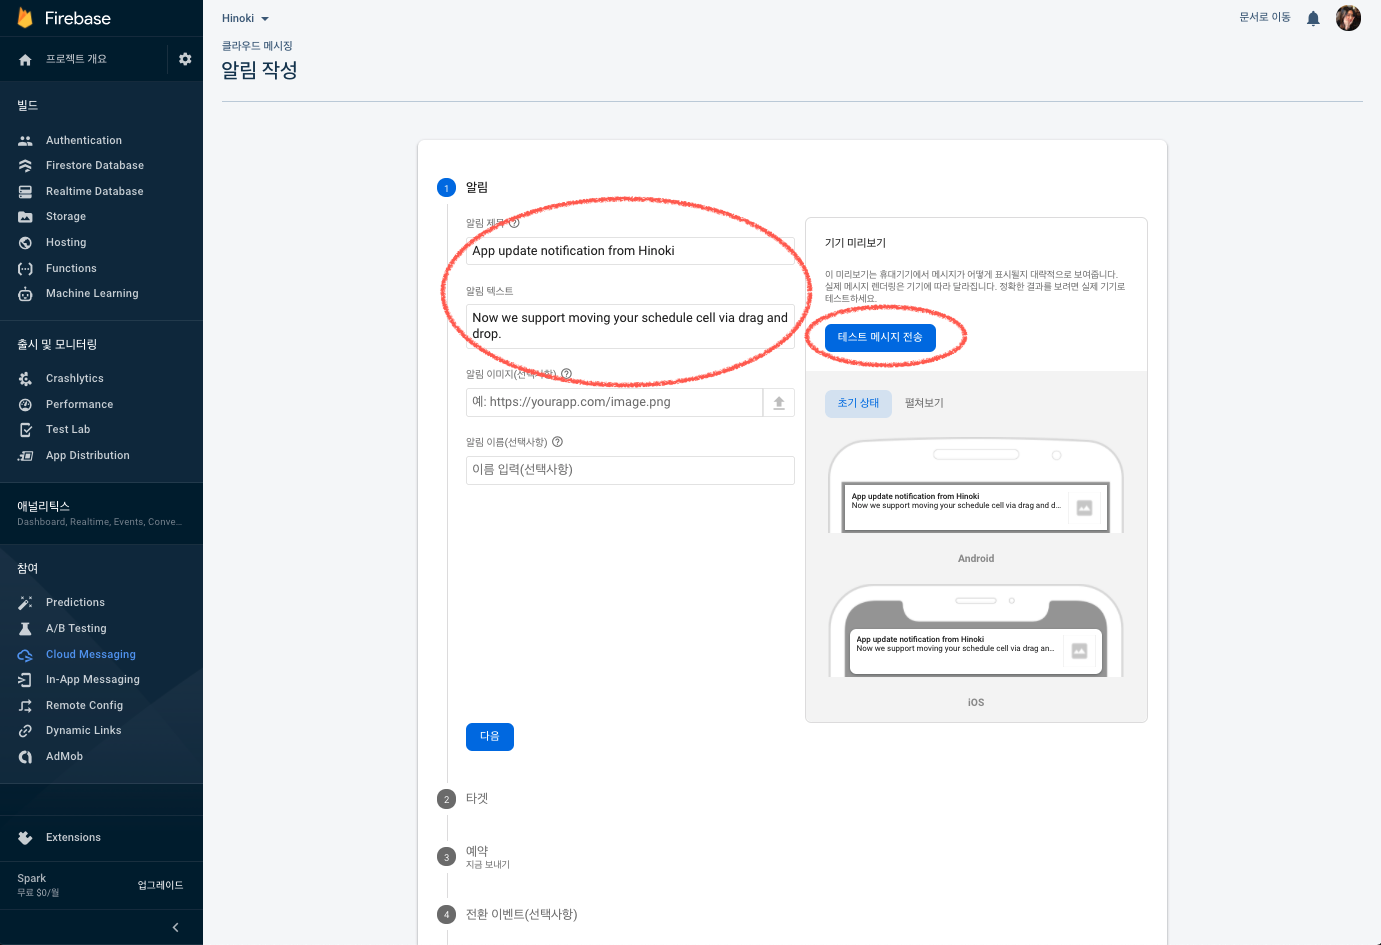 Firebase
프로젝트 개요
빌드
Authentication
Firestore Database
Realtime Database
Storage
Hosting
Functions
Machine Learning
출시 및 모니터링
Crashlytics
Performance
Test Lab
App Distribution
애널리틱스
Dashboard, Realtime, Events, Conve...
참여
Predictions
A/B Testing
Cloud Messaging
In-App Messaging
Remote Config
Dynamic Links
AdMob
Extensions
Spark
무료 $0/월
업그레이드
Hinoki
문서로 이동
클라우드 메시징
알림 작성
1 알림
알림 제목
App update notification from Hinoki
알림 텍스트
Now we support moving your schedule cell via drag and
drop.
알림 이미지(선택사항)
예: https://yourapp.com/image.png
알림 이름(선택사항)
이름 입력(선택사항)
다음
기기 미리보기
이 미리보기는 휴대기기에서 메시지가 어떻게 표시될지 대략적으로 보여줍니다.
실제 메시지 렌더링은 기기에 따라 달라집니다. 정확한 결과를 보려면 실제 기기로
테스트하세요.
테스트 메시지 전송
초기 상태
펼쳐보기
App update notification from Hinoki
Now we support moving your schedule cell via drag and d...
Android
App update notification from Hinoki
Now we support moving your schedule cell via drag an...
iOS
2 타겟
3 예약
지금 보내기
4 전환 이벤트(선택사항)